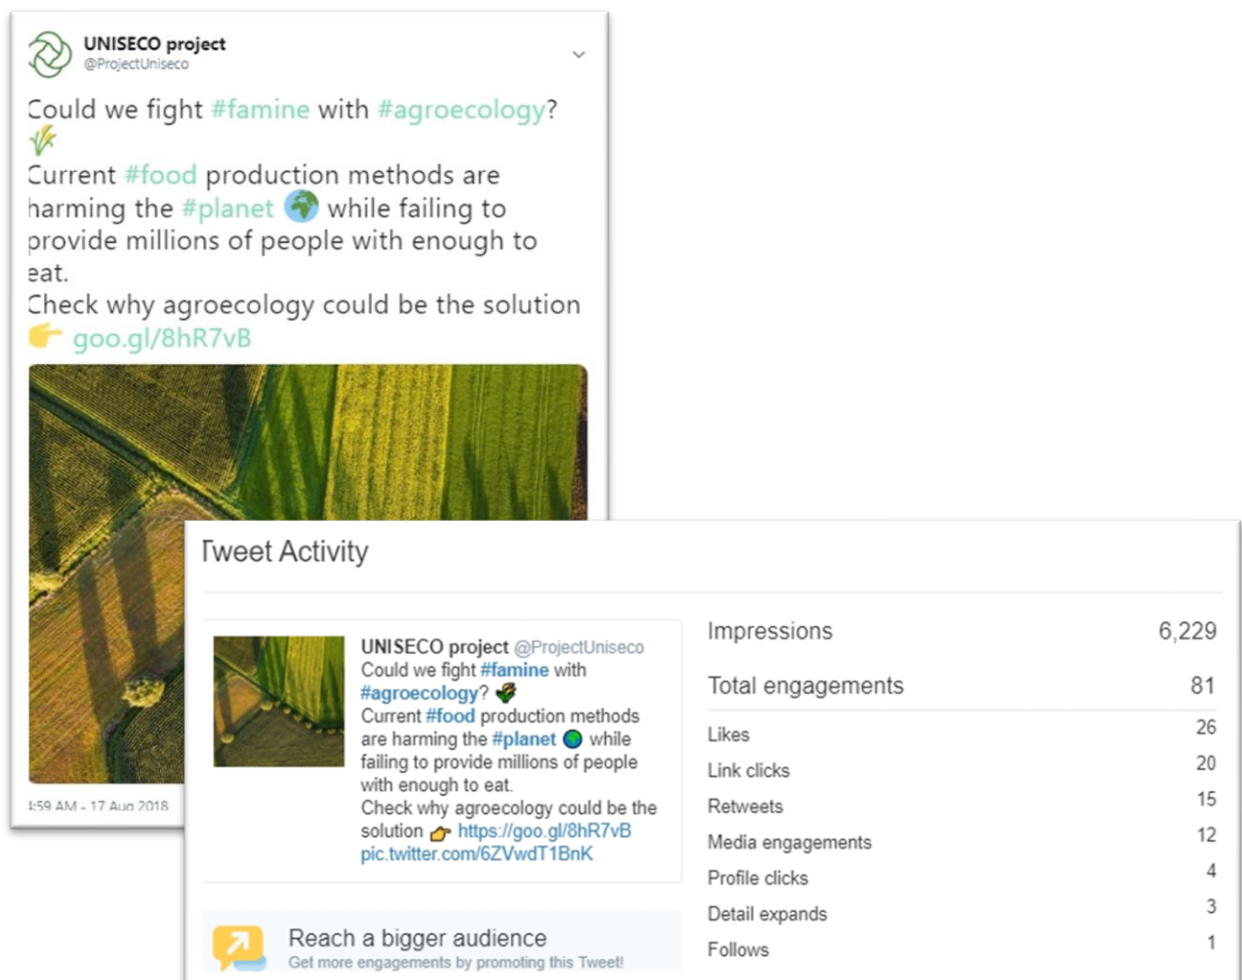 UNISECO project
@ProjectUniseco
Could we fight #famine with #agroecology?
Current #food production methods are
harming the #planet while failing to
provide millions of people with enough to
eat.
Check why agroecology could be the solution
goo.gl/8hR7vB
4:59 AM - 17 Aug 2018
Tweet Activity
UNISECO project @ProjectUniseco
Could we fight #famine with
#agroecology?
Current #food production methods
are harming the #planet while
failing to provide millions of people
with enough to eat.
Check why agroecology could be the
solution https://goo.gl/8hR7vB
pic.twitter.com/6ZVwdT1BnK
Reach a bigger audience
Get more engagements by promoting this Tweet!
Impressions 6,229
Total engagements 81
Likes 26
Link clicks 20
Retweets 15
Media engagements 12
Profile clicks 4
Detail expands 3
Follows 1